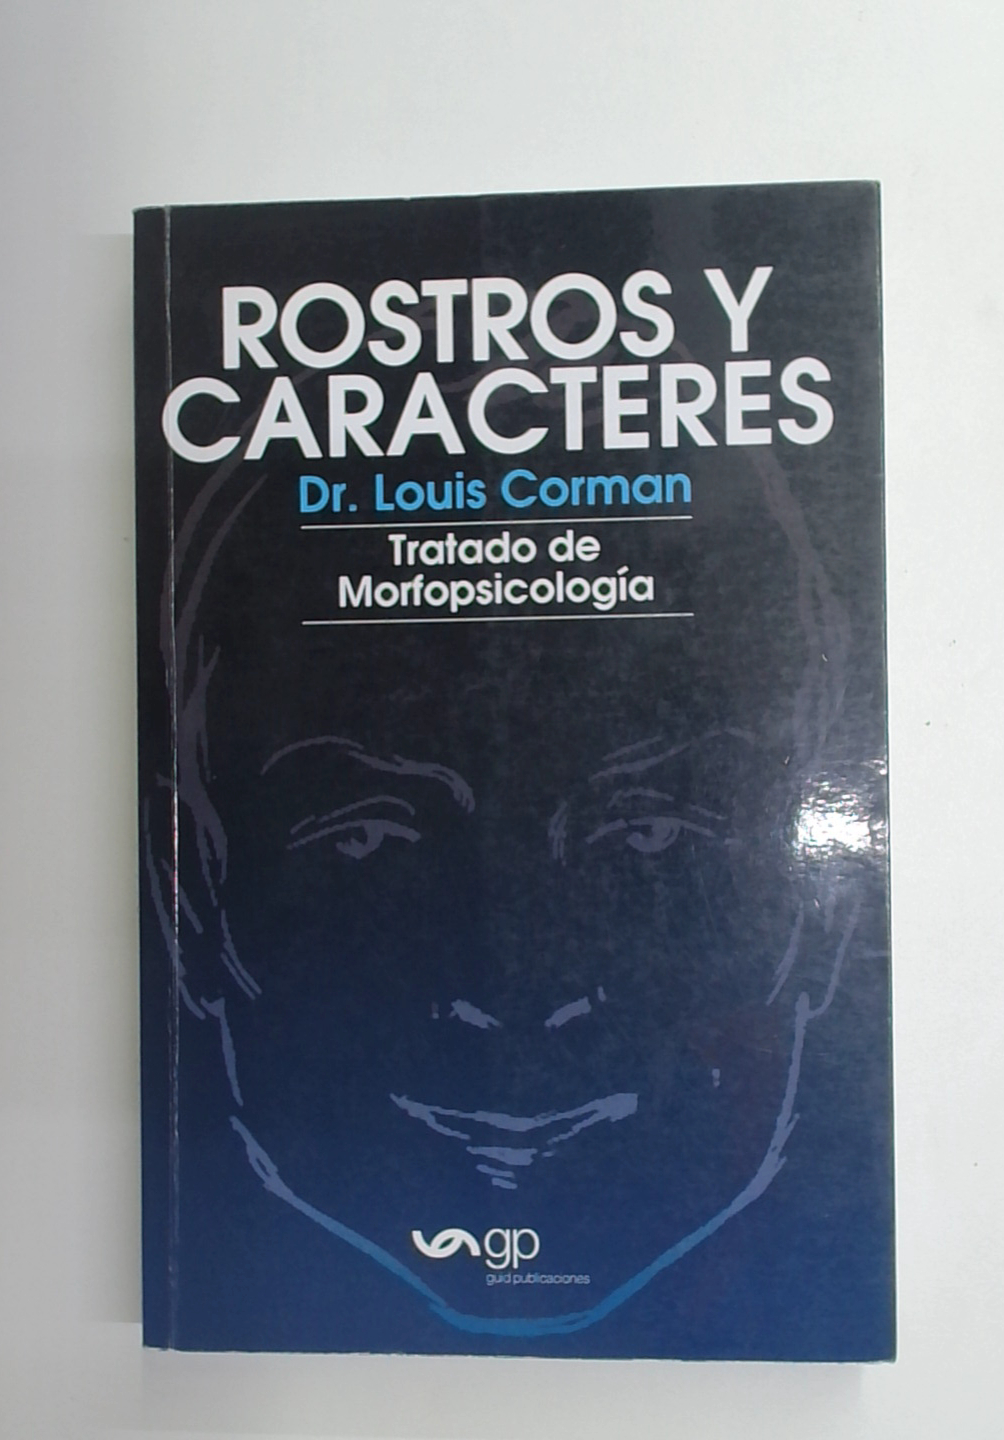 ROSTROS Y
CARACTERES
Dr. Louis Corman
Tratado de
Morfopsicología
gp
guid publicaciones